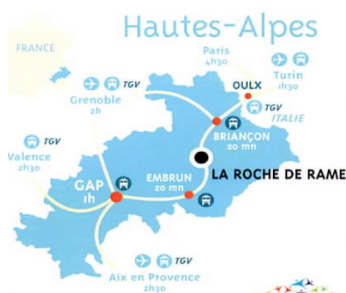 Hautes-Alpes
FRANCE
Paris
4h30
Turin
1h30
OULX
TGV
Grenoble
2h
TGV
ITALIE
TGV
Valence
2h30
BRIANÇON
20 mn
LA ROCHE DE RAME
GAP
1h
EMBRUN
20 mn
TGV
Aix en Provence
2h30